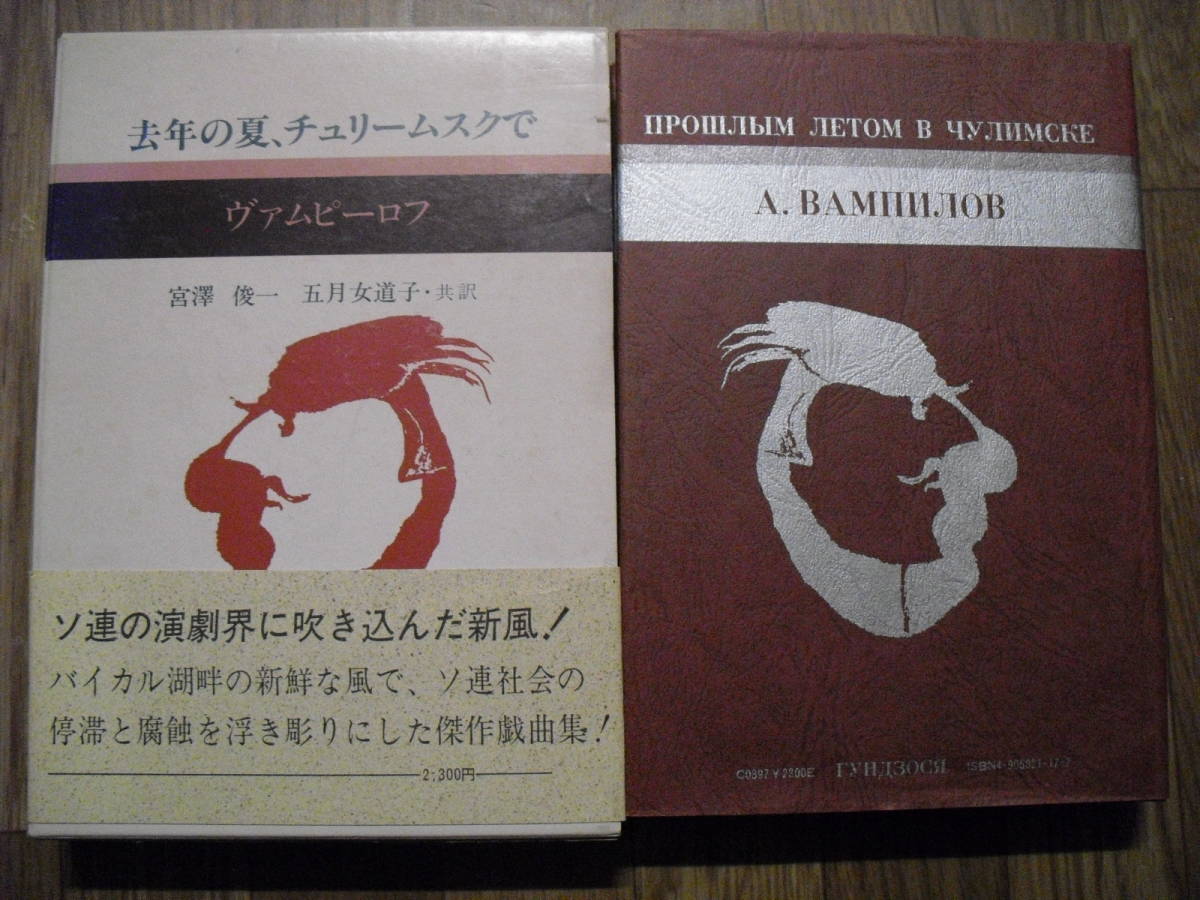 去年の夏、チュリームスクで
ヴァムピーロフ
宮澤 俊一 五月女道子・共訳
ソ連の演劇界に吹き込んだ新風!
バイカル湖畔の新鮮な風で、ソ連社会の
停滞と腐蝕を浮き彫りにした傑作戯曲集!
2,300円
ПРОШЛЫМ ЛЕТОМ В ЧУЛИМСКЕ
А. ВАМПИЛОВ
ГУНДЗОСЯ